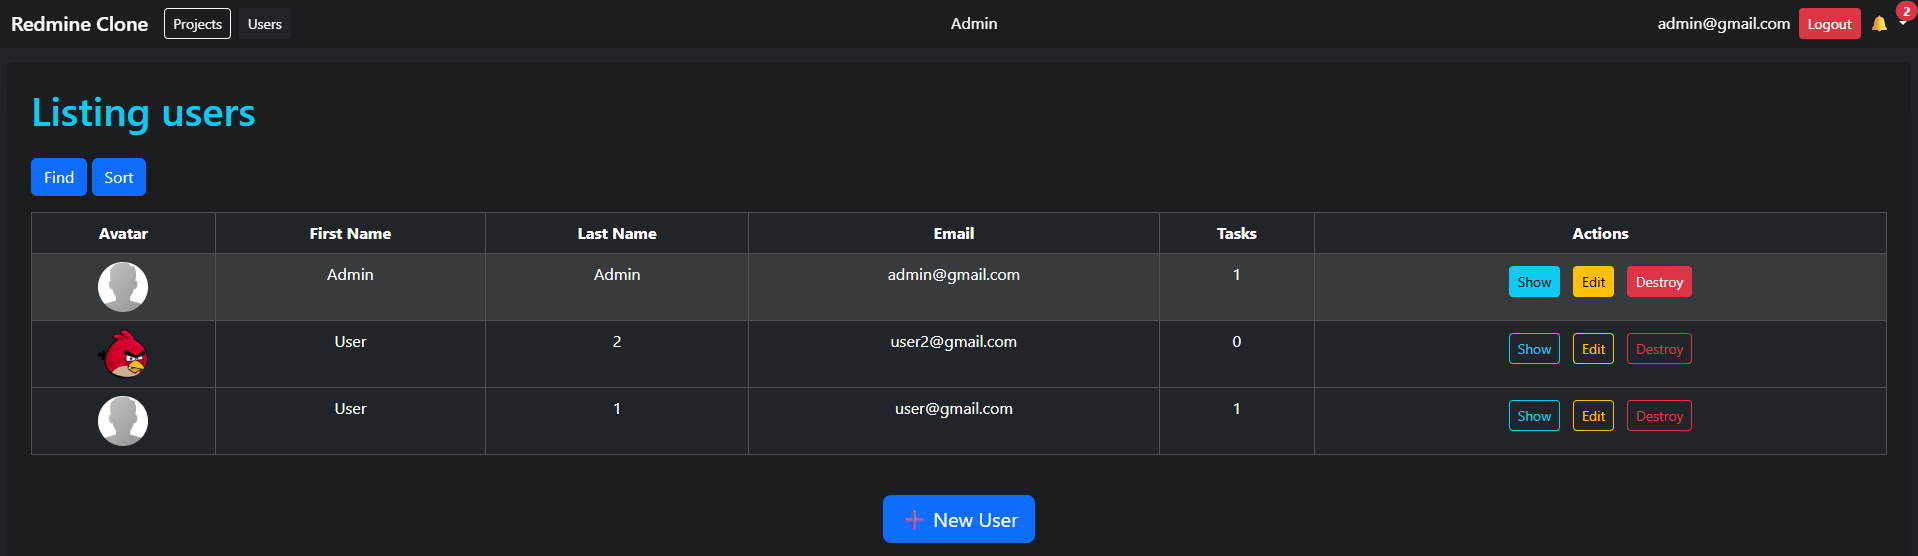 Redmine Clone Projects Users Admin admin@gmail.com Logout 2
Listing users
Find Sort
Avatar First Name Last Name Email Tasks Actions
Admin Admin admin@gmail.com 1 Show Edit Destroy
User 2 user2@gmail.com 0 Show Edit Destroy
User 1 user@gmail.com 1 Show Edit Destroy
New User